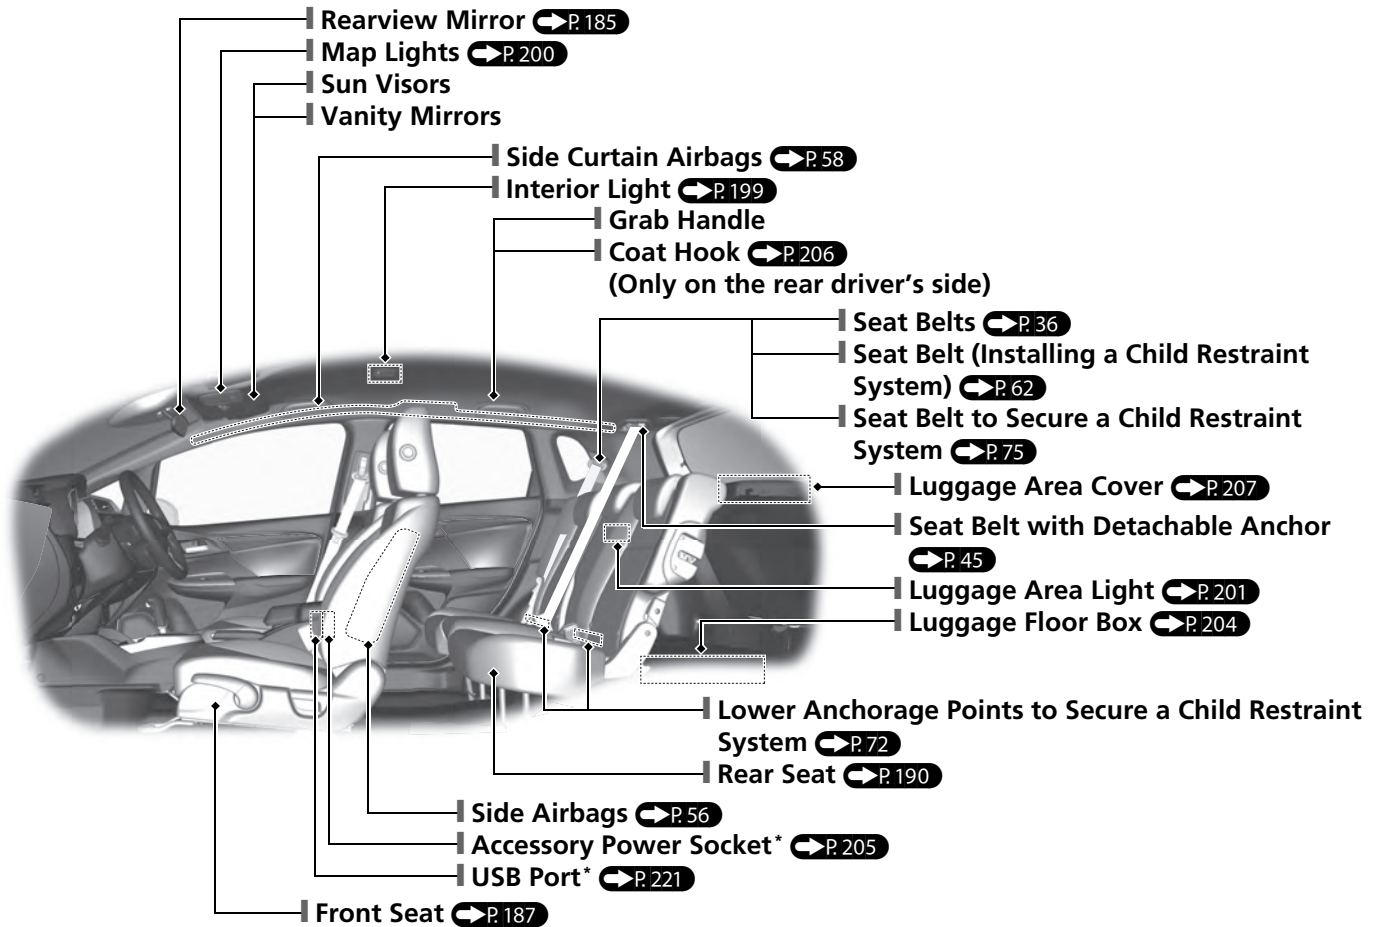 Rearview Mirror P. 185
Map Lights P. 200
Sun Visors
Vanity Mirrors
Side Curtain Airbags P. 58
Interior Light P. 199
Grab Handle
Coat Hook P. 206
(Only on the rear driver’s side)
Seat Belts P. 36
Seat Belt (Installing a Child Restraint
System) P. 62
Seat Belt to Secure a Child Restraint
System P. 75
Luggage Area Cover P. 207
Seat Belt with Detachable Anchor
P. 45
Luggage Area Light P. 201
Luggage Floor Box P. 204
Lower Anchorage Points to Secure a Child Restraint
System P. 72
Rear Seat P. 190
Side Airbags P. 56
Accessory Power Socket* P. 205
USB Port* P. 221
Front Seat P. 187